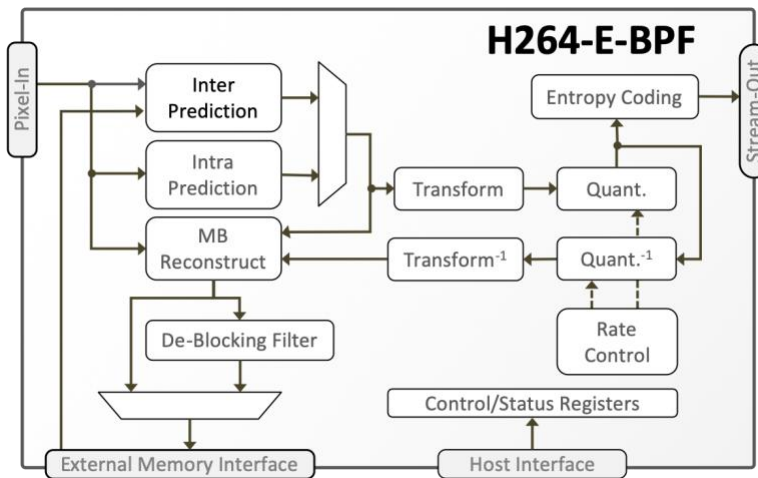 H264-E-BPF
Pixel-In
Inter
Prediction
Entropy Coding
Stream-Out
Intra
Prediction
Transform
Quant.
MB
Reconstruct
Transform⁻¹
Quant.⁻¹
De-Blocking Filter
Rate
Control
Control/Status Registers
External Memory Interface
Host Interface